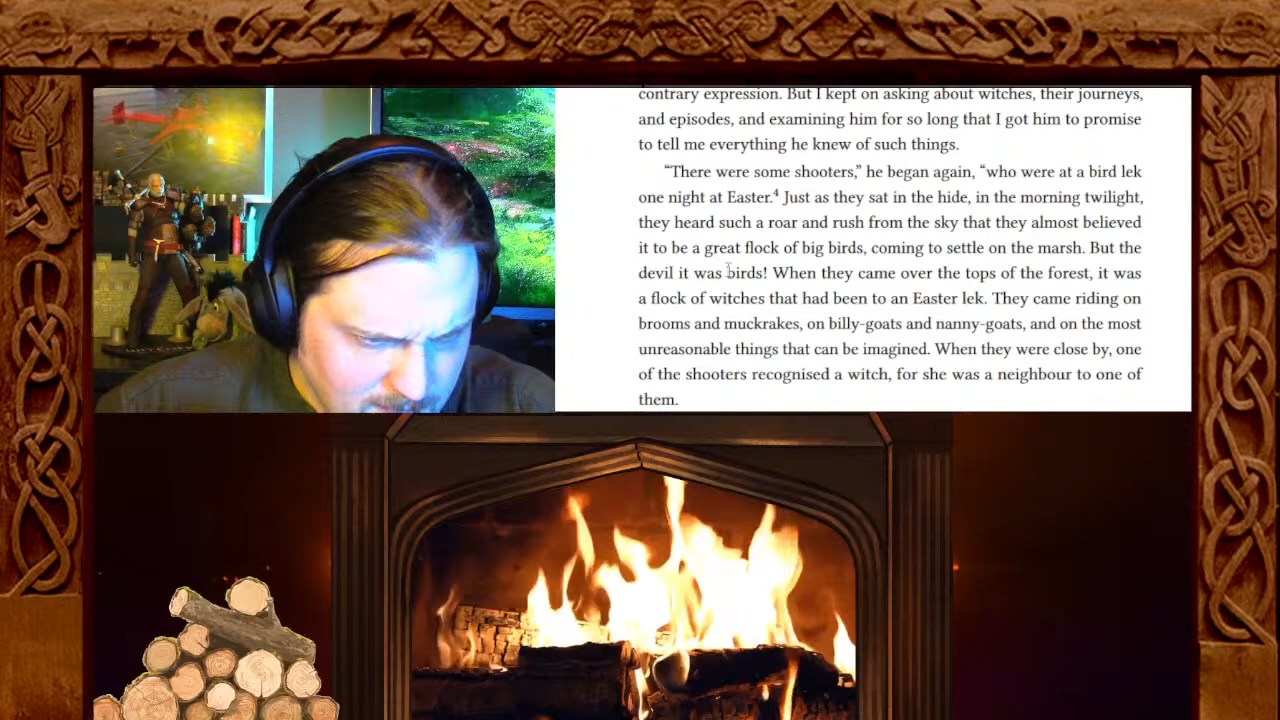 contrary expression. But I kept on asking about witches, their journeys,
and episodes, and examining him for so long that I got him to promise
to tell me everything he knew of such things.
“There were some shooters,” he began again, “who were at a bird lek
one night at Easter.⁴ Just as they sat in the hide, in the morning twilight,
they heard such a roar and rush from the sky that they almost believed
it to be a great flock of big birds, coming to settle on the marsh. But the
devil it was birds! When they came over the tops of the forest, it was
a flock of witches that had been to an Easter lek. They came riding on
brooms and muckrakes, on billy-goats and nanny-goats, and on the most
unreasonable things that can be imagined. When they were close by, one
of the shooters recognised a witch, for she was a neighbour to one of
them.